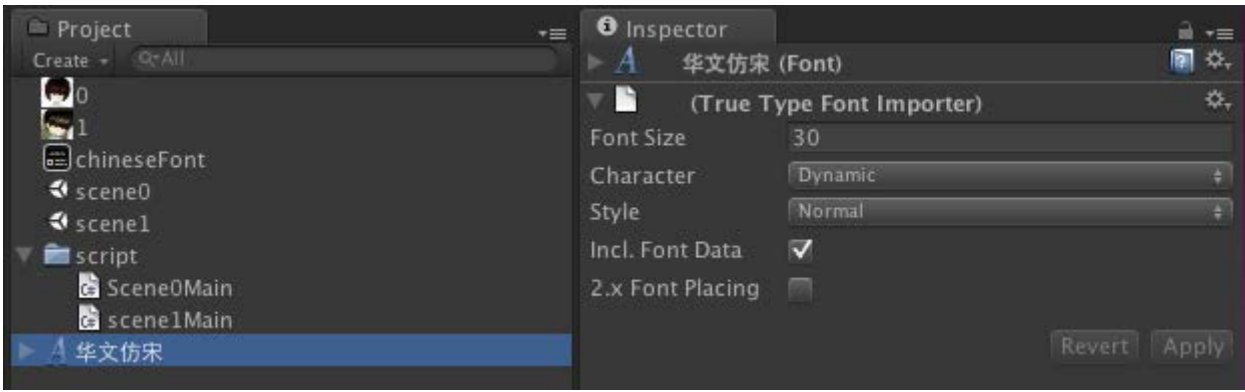 Project
Create
All
0
1
chineseFont
scene0
scene1
script
Scene0Main
scene1Main
华文仿宋
Inspector
华文仿宋 (Font)
(True Type Font Importer)
Font Size 30
Character Dynamic
Style Normal
Incl. Font Data
2.x Font Placing
Revert Apply